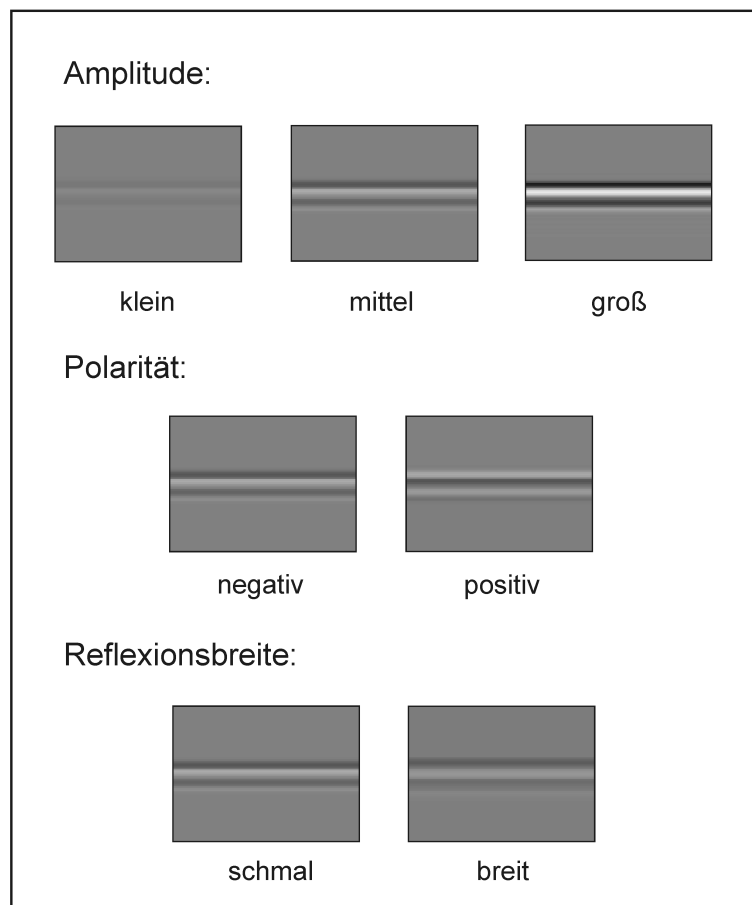 Amplitude:
klein mittel groß
Polarität:
negativ positiv
Reflexionsbreite:
schmal breit